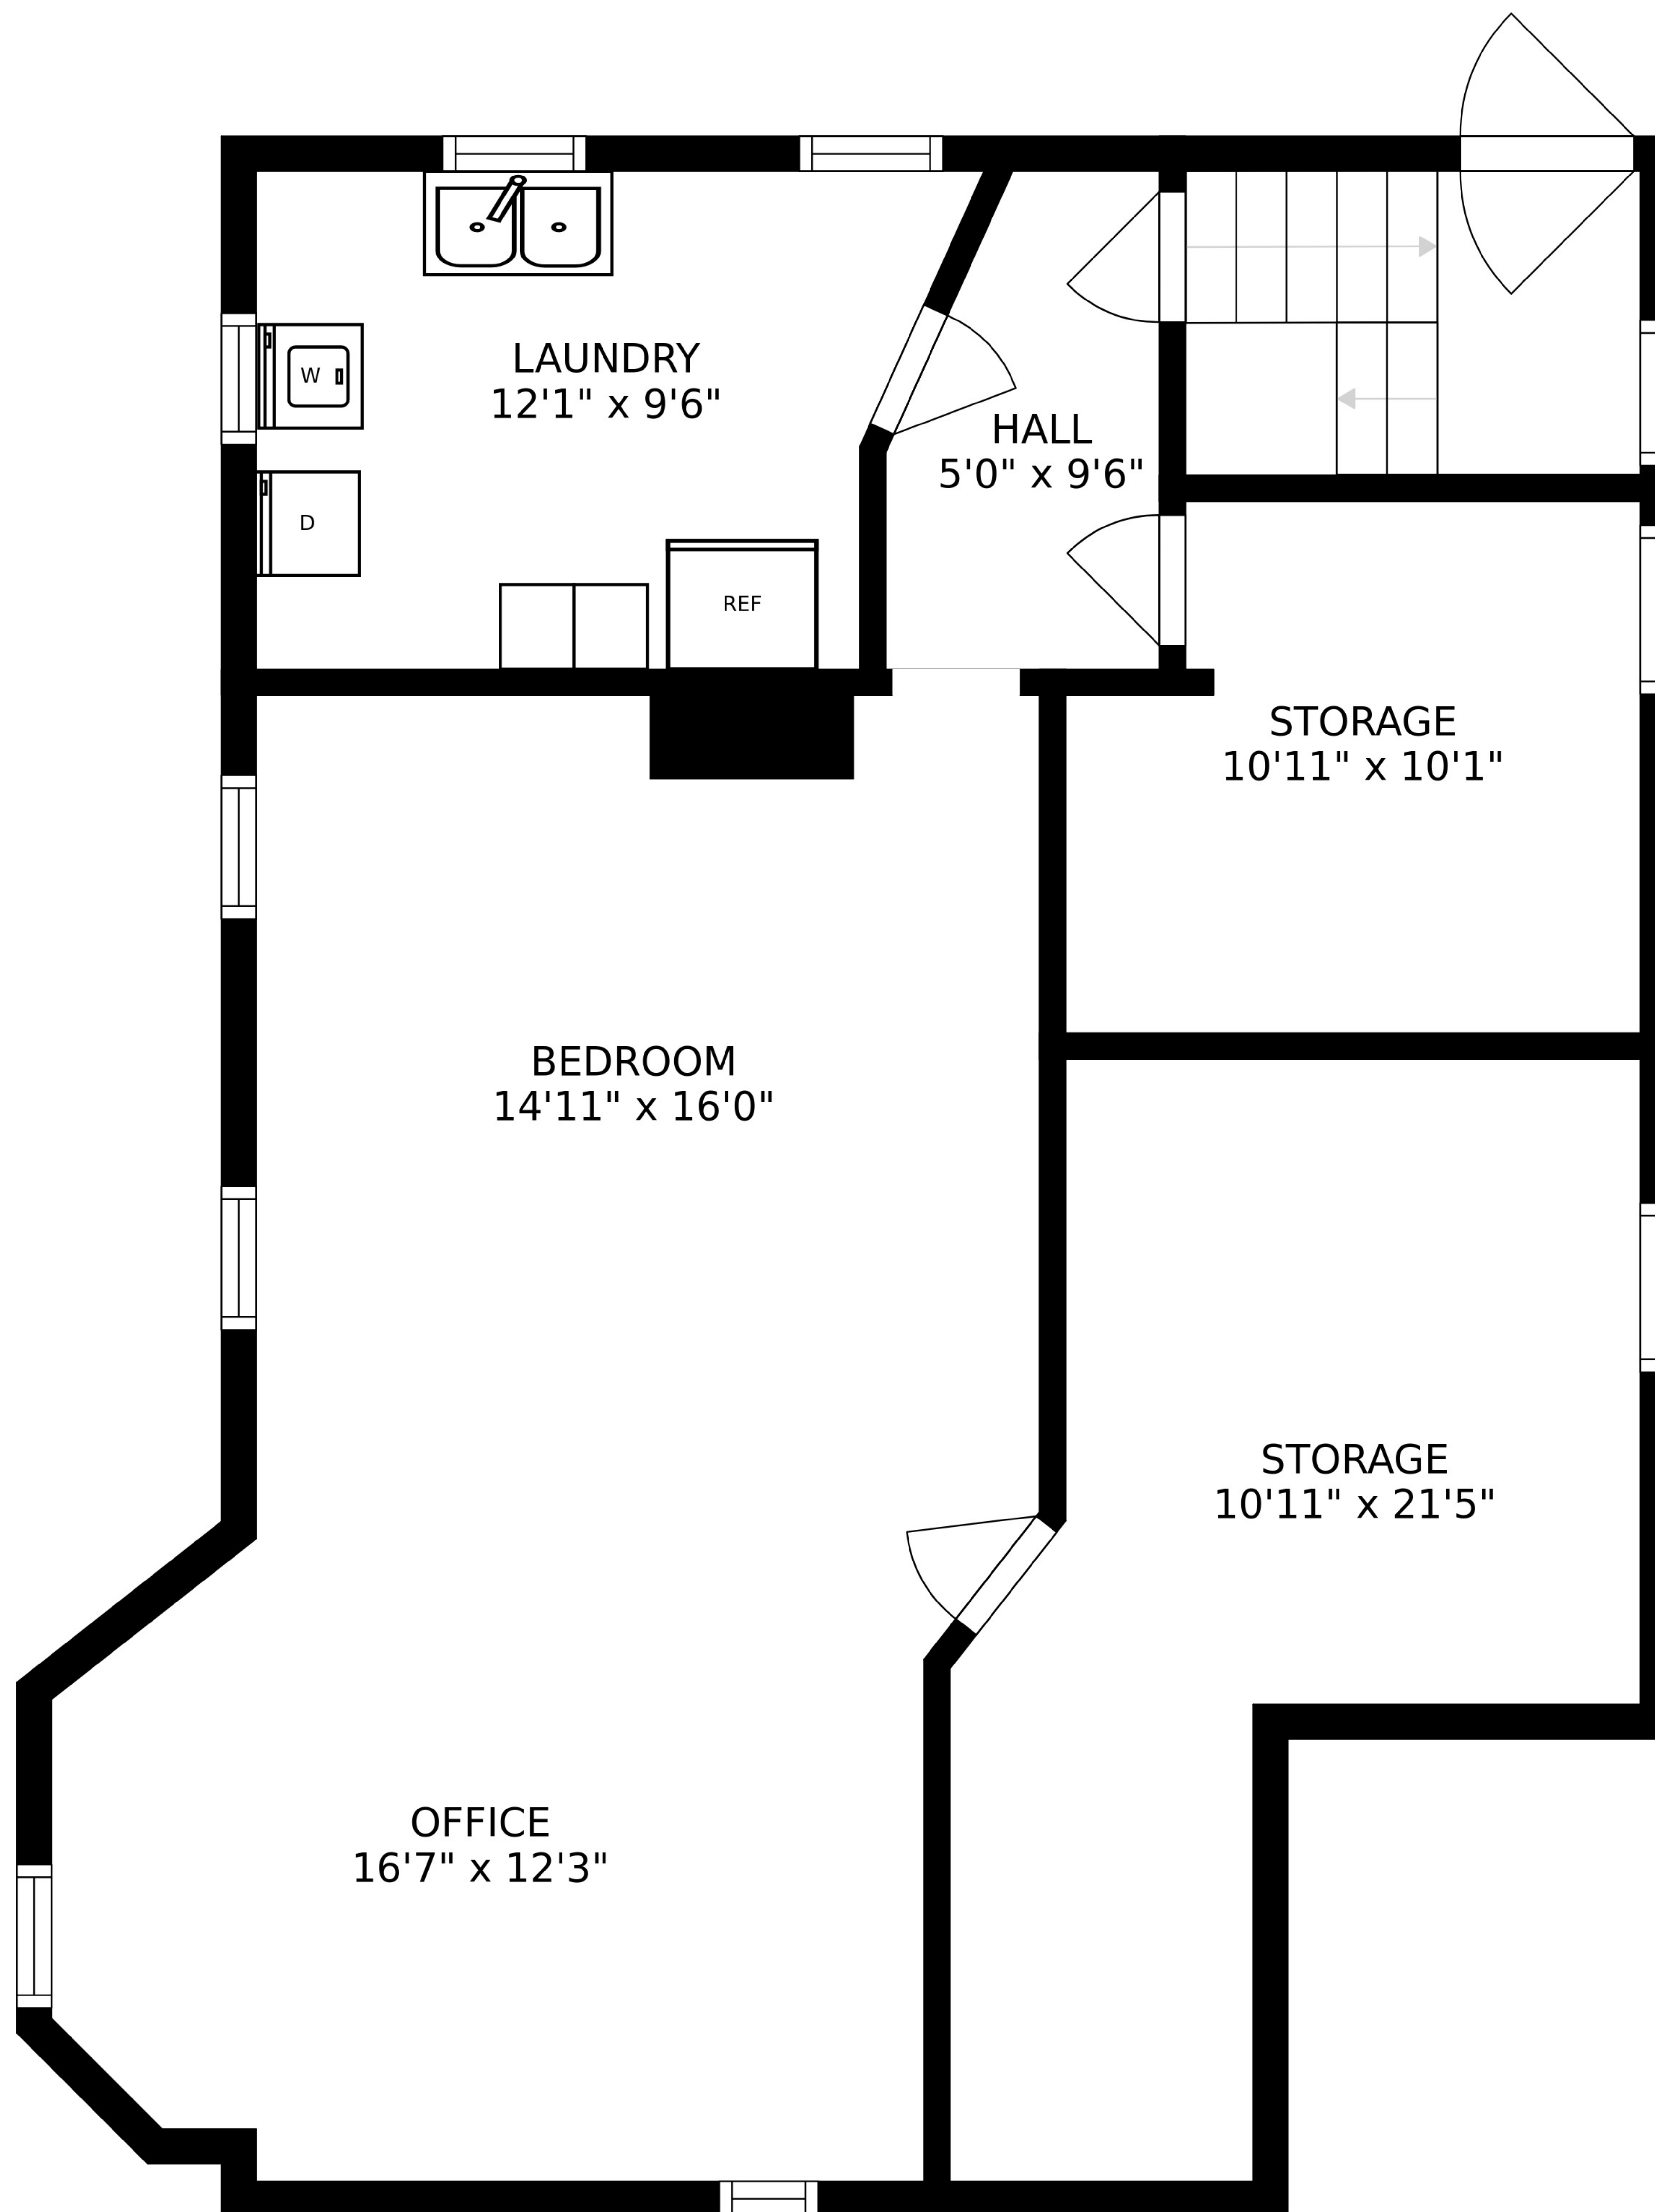 LAUNDRY
12'1" x 9'6"
W
D
REF
HALL
5'0" x 9'6"
STORAGE
10'11" x 10'1"
BEDROOM
14'11" x 16'0"
STORAGE
10'11" x 21'5"
OFFICE
16'7" x 12'3"